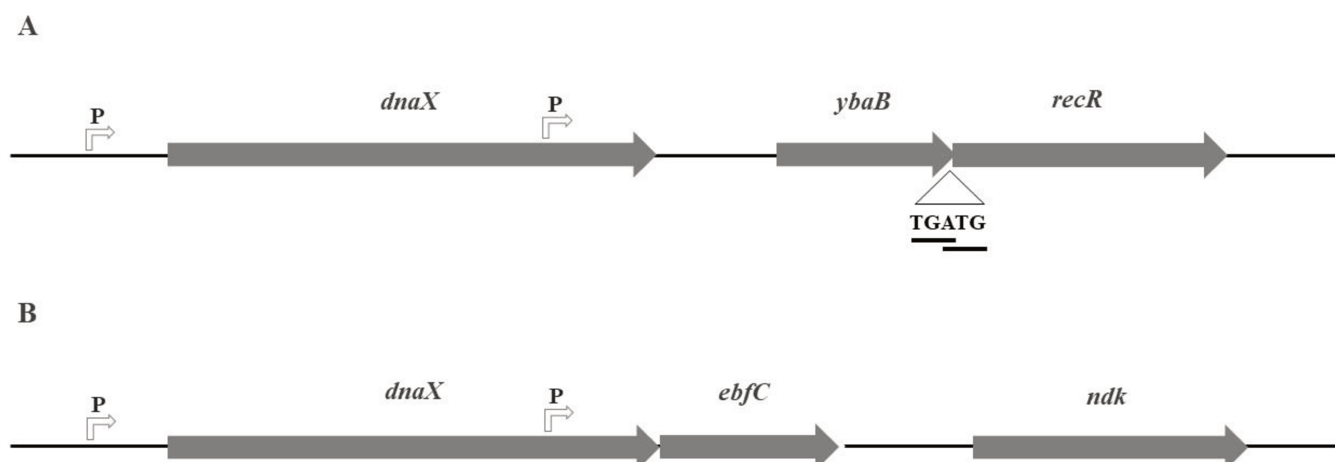 A
P dnaX P ybaB recR
TGATG
B
P dnaX P ebfC ndk